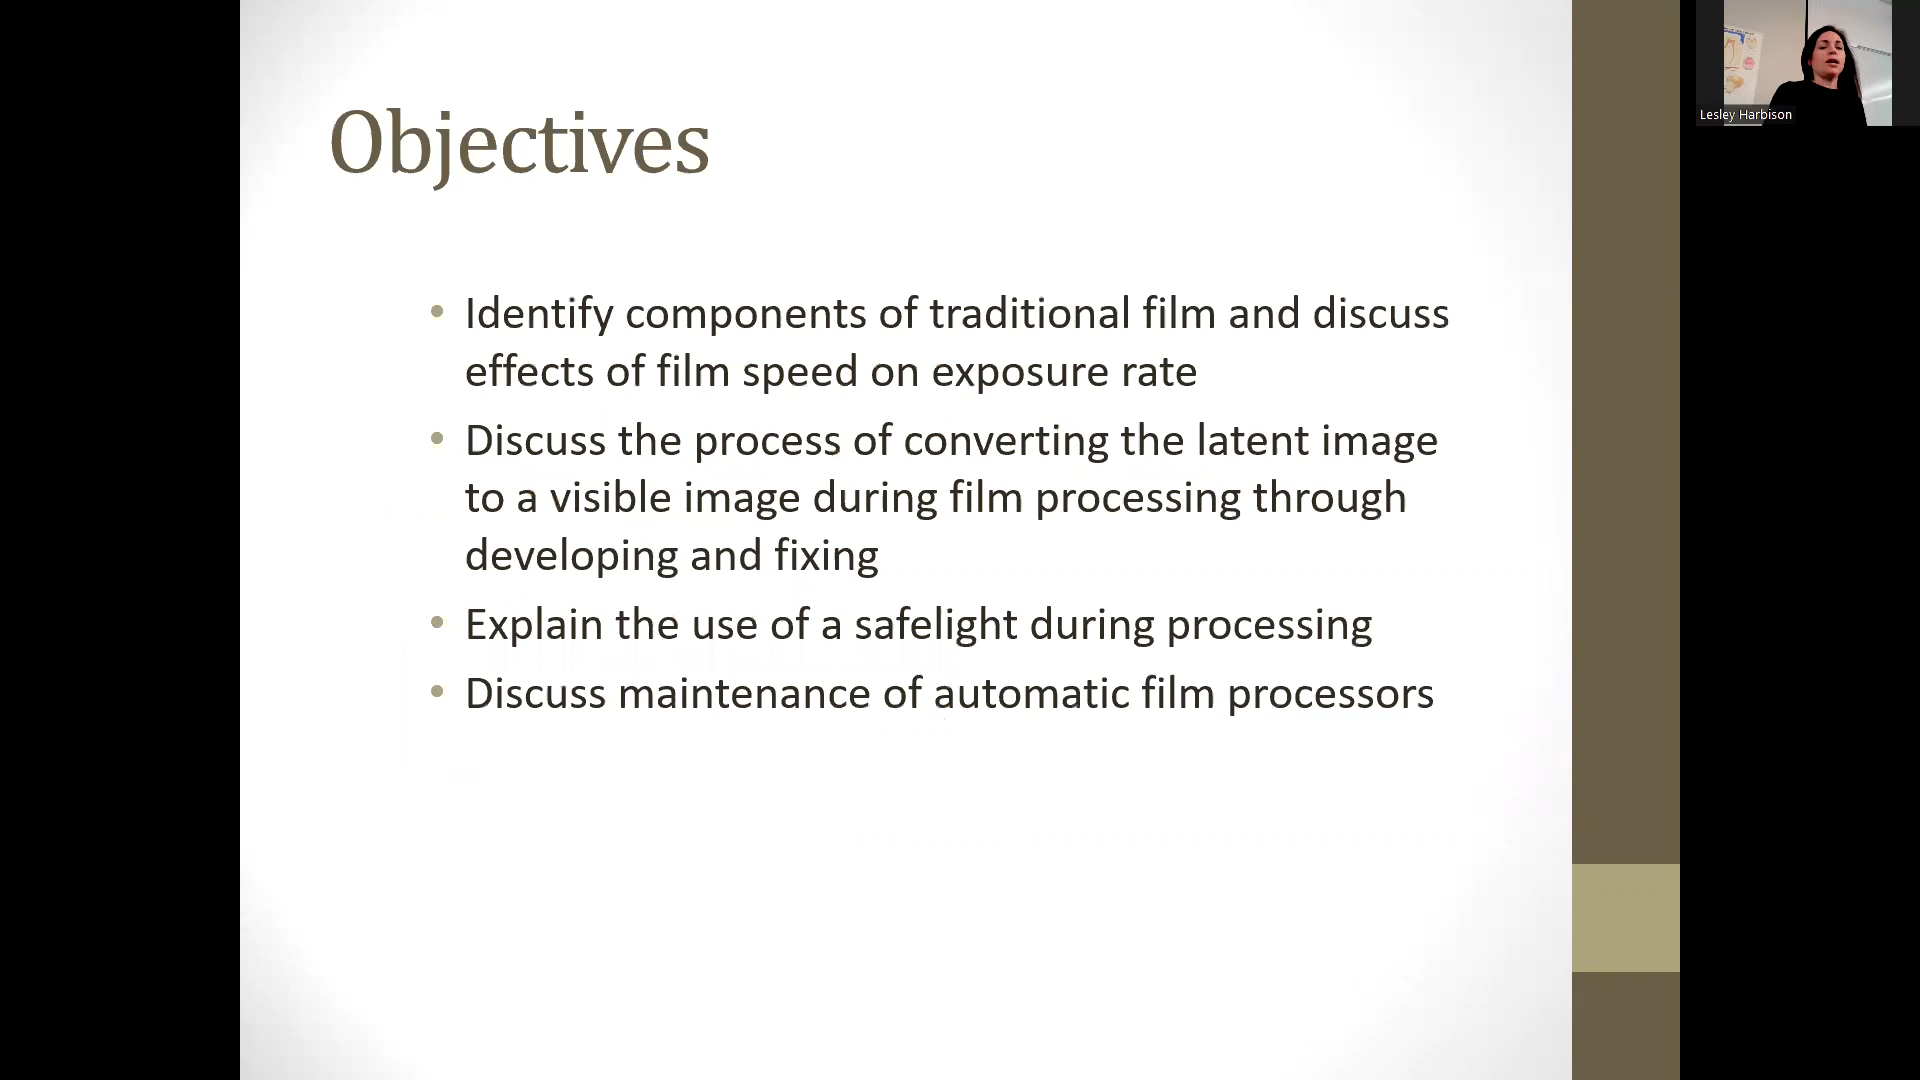 Objectives
• Identify components of traditional film and discuss
effects of film speed on exposure rate
• Discuss the process of converting the latent image
to a visible image during film processing through
developing and fixing
• Explain the use of a safelight during processing
• Discuss maintenance of automatic film processors
Lesley Harbison